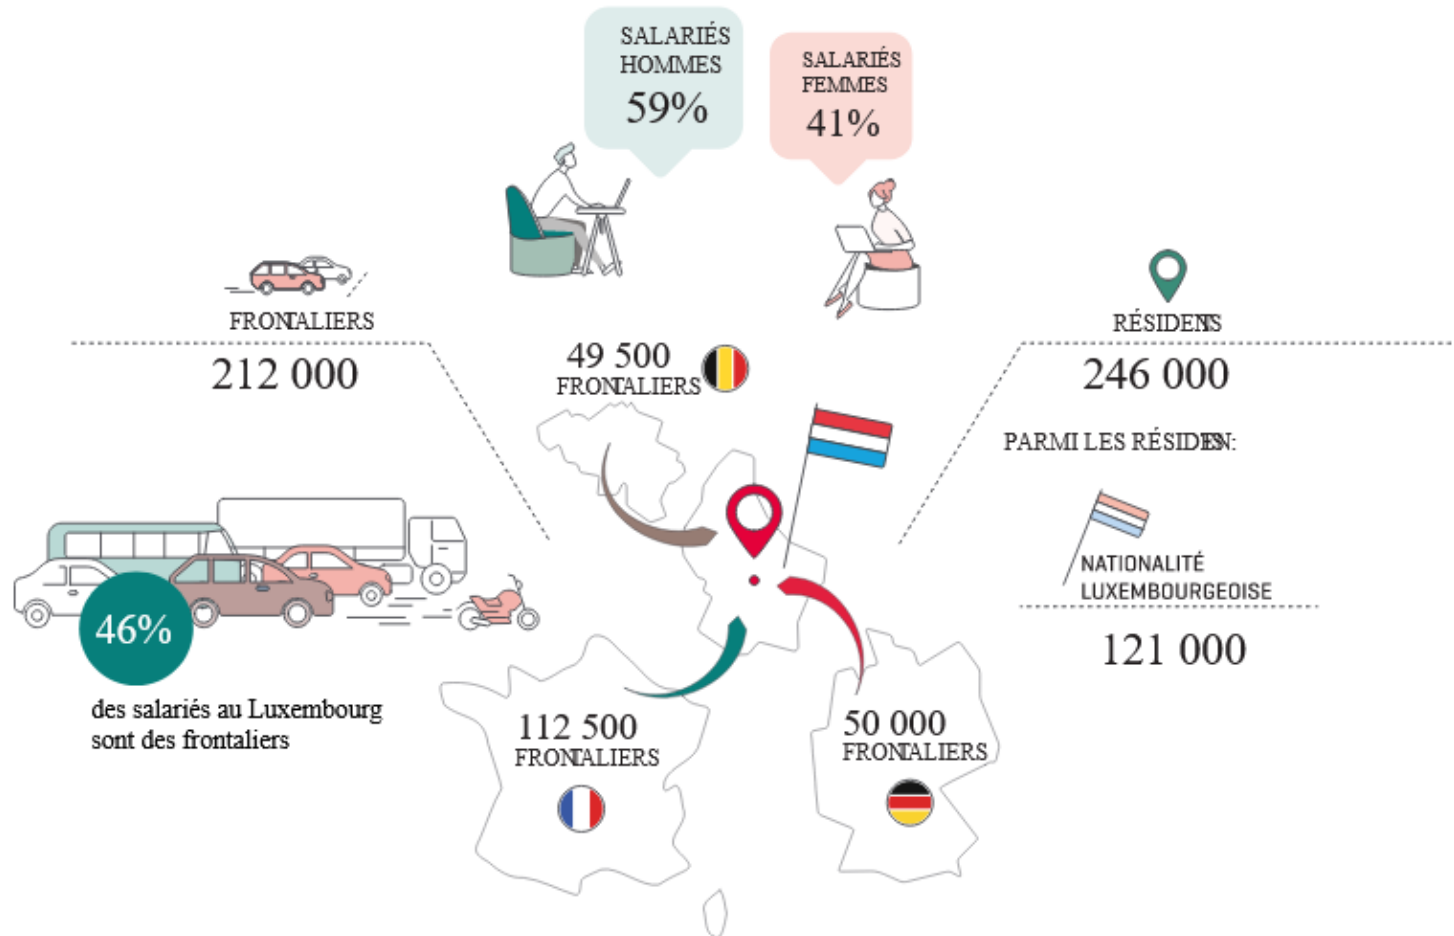 SALARIÉS
HOMMES
59%
SALARIÉS
FEMMES
41%
FRONTALIERS
212 000
49 500
FRONTALIERS
RÉSIDENTS
246 000
PARMI LES RÉSIDEN:
NATIONALITÉ
LUXEMBOURGEOISE
121 000
46%
des salariés au Luxembourg
sont des frontaliers
112 500
FRONTALIERS
50 000
FRONTALIERS